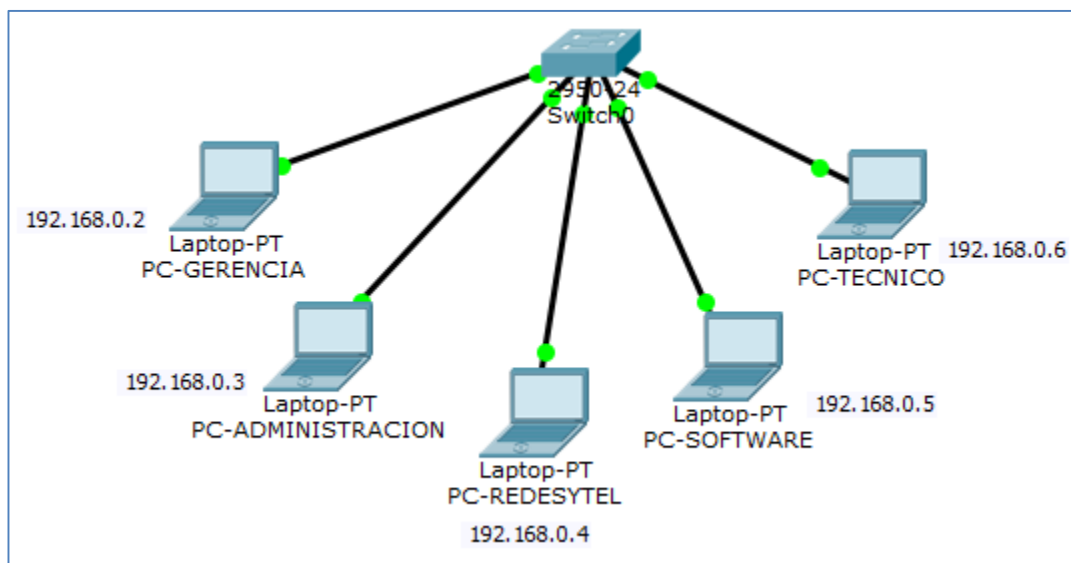 2950-24
Switch0
192.168.0.2
Laptop-PT
PC-GERENCIA
Laptop-PT
PC-TECNICO
192.168.0.6
192.168.0.3
Laptop-PT
PC-ADMINISTRACION
Laptop-PT
PC-SOFTWARE
192.168.0.5
Laptop-PT
PC-REDESYTEL
192.168.0.4